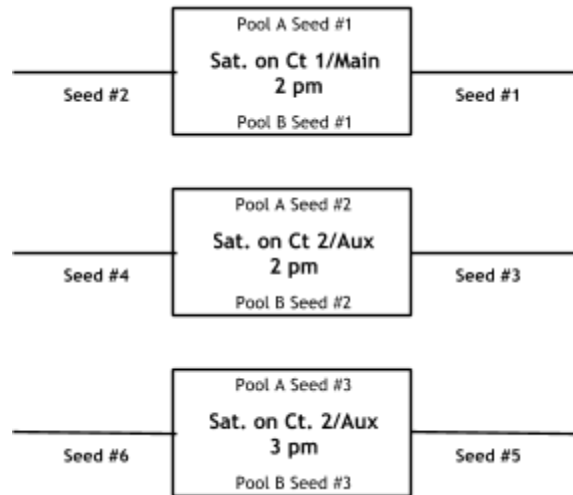 Pool A Seed #1
Sat. on Ct 1/Main
2 pm
Seed #2
Seed #1
Pool B Seed #1
Pool A Seed #2
Sat. on Ct 2/Aux
2 pm
Seed #4
Seed #3
Pool B Seed #2
Pool A Seed #3
Sat. on Ct. 2/Aux
3 pm
Seed #6
Seed #5
Pool B Seed #3